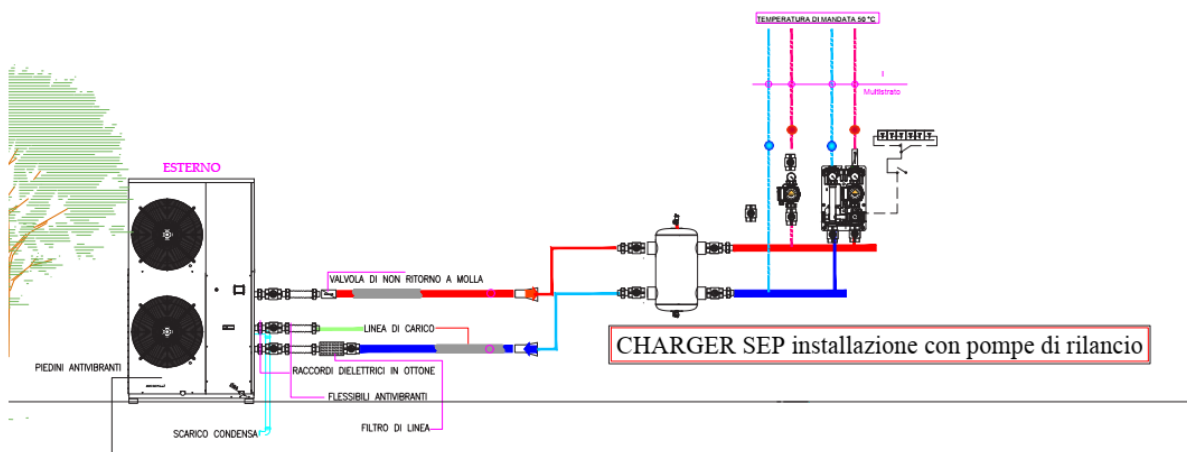 TEMPERATURA DI MANDATA 50 °C
I
Multistrato
ESTERNO
VALVOLA DI NON RITORNO A MOLLA
LINEA DI CARICO
CHARGER SEP installazione con pompe di rilancio
PIEDINI ANTIVIBRANTI
RACCORDI DIELETTRICI IN OTTONE
FLESSIBILI ANTIVIBRANTI
SCARICO CONDENSA
FILTRO DI LINEA